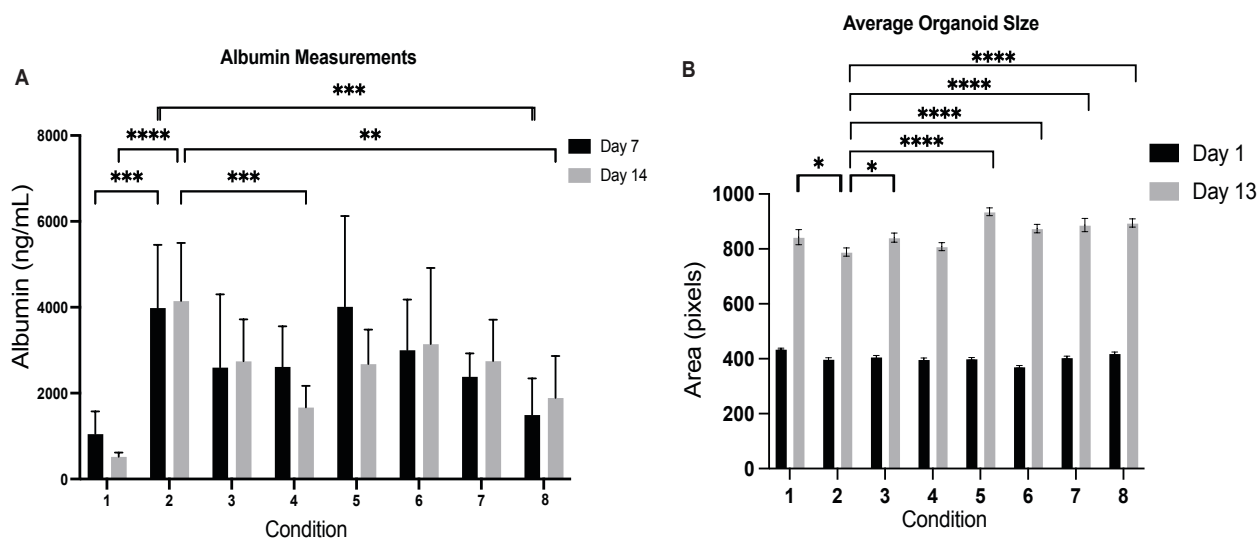 A
Albumin Measurements
***
**
****
***
***
Day 7
Day 14
8000
6000
4000
2000
0
Albumin (ng/mL)
1 2 3 4 5 6 7 8
Condition
B
Average Organoid SIze
****
****
****
****
*
*
Day 1
Day 13
1000
800
600
400
200
0
Area (pixels)
1 2 3 4 5 6 7 8
Condition